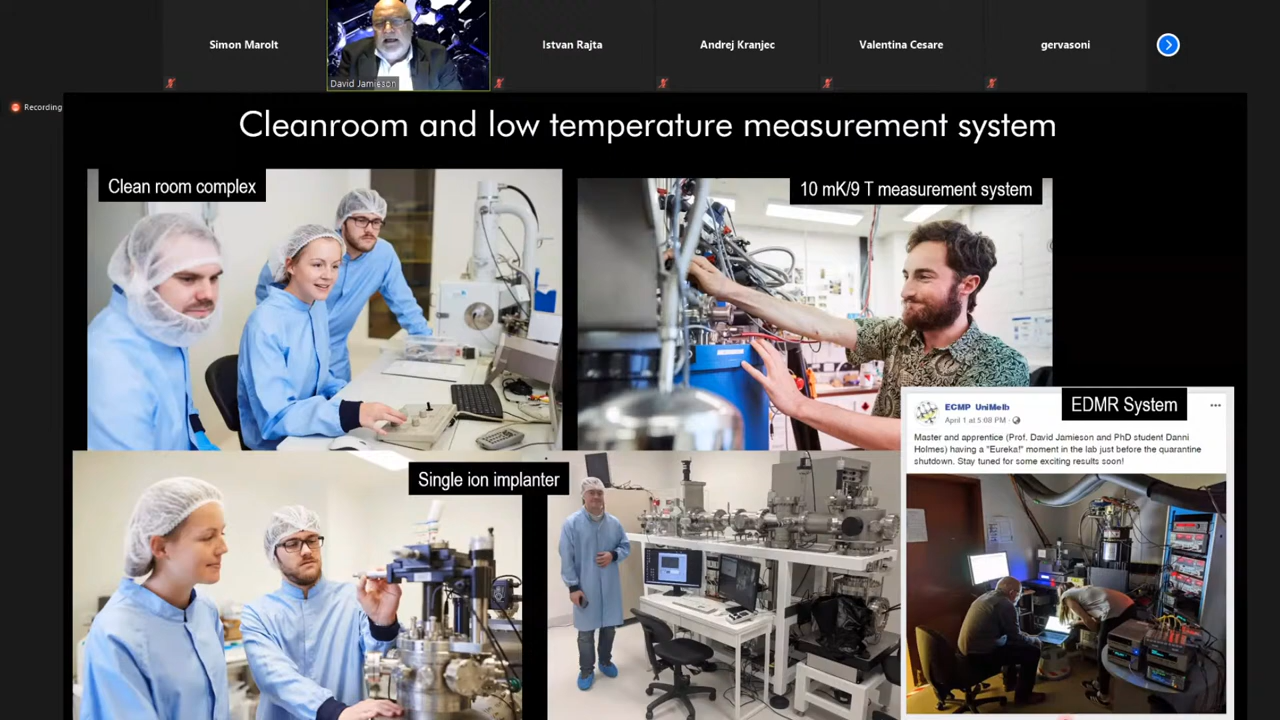 Simon Marolt
David Jamieson
Istvan Rajta
Andrej Kranjec
Valentina Cesare
gervasoni
Recording
Cleanroom and low temperature measurement system
Clean room complex
10 mK/9 T measurement system
EDMR System
ECMP UniMelb
April 1 at 5:08 PM ·
Master and apprentice (Prof. David Jamieson and PhD student Danni
Holmes) having a "Eureka!" moment in the lab just before the quarantine
shutdown. Stay tuned for some exciting results soon!
Single ion implanter